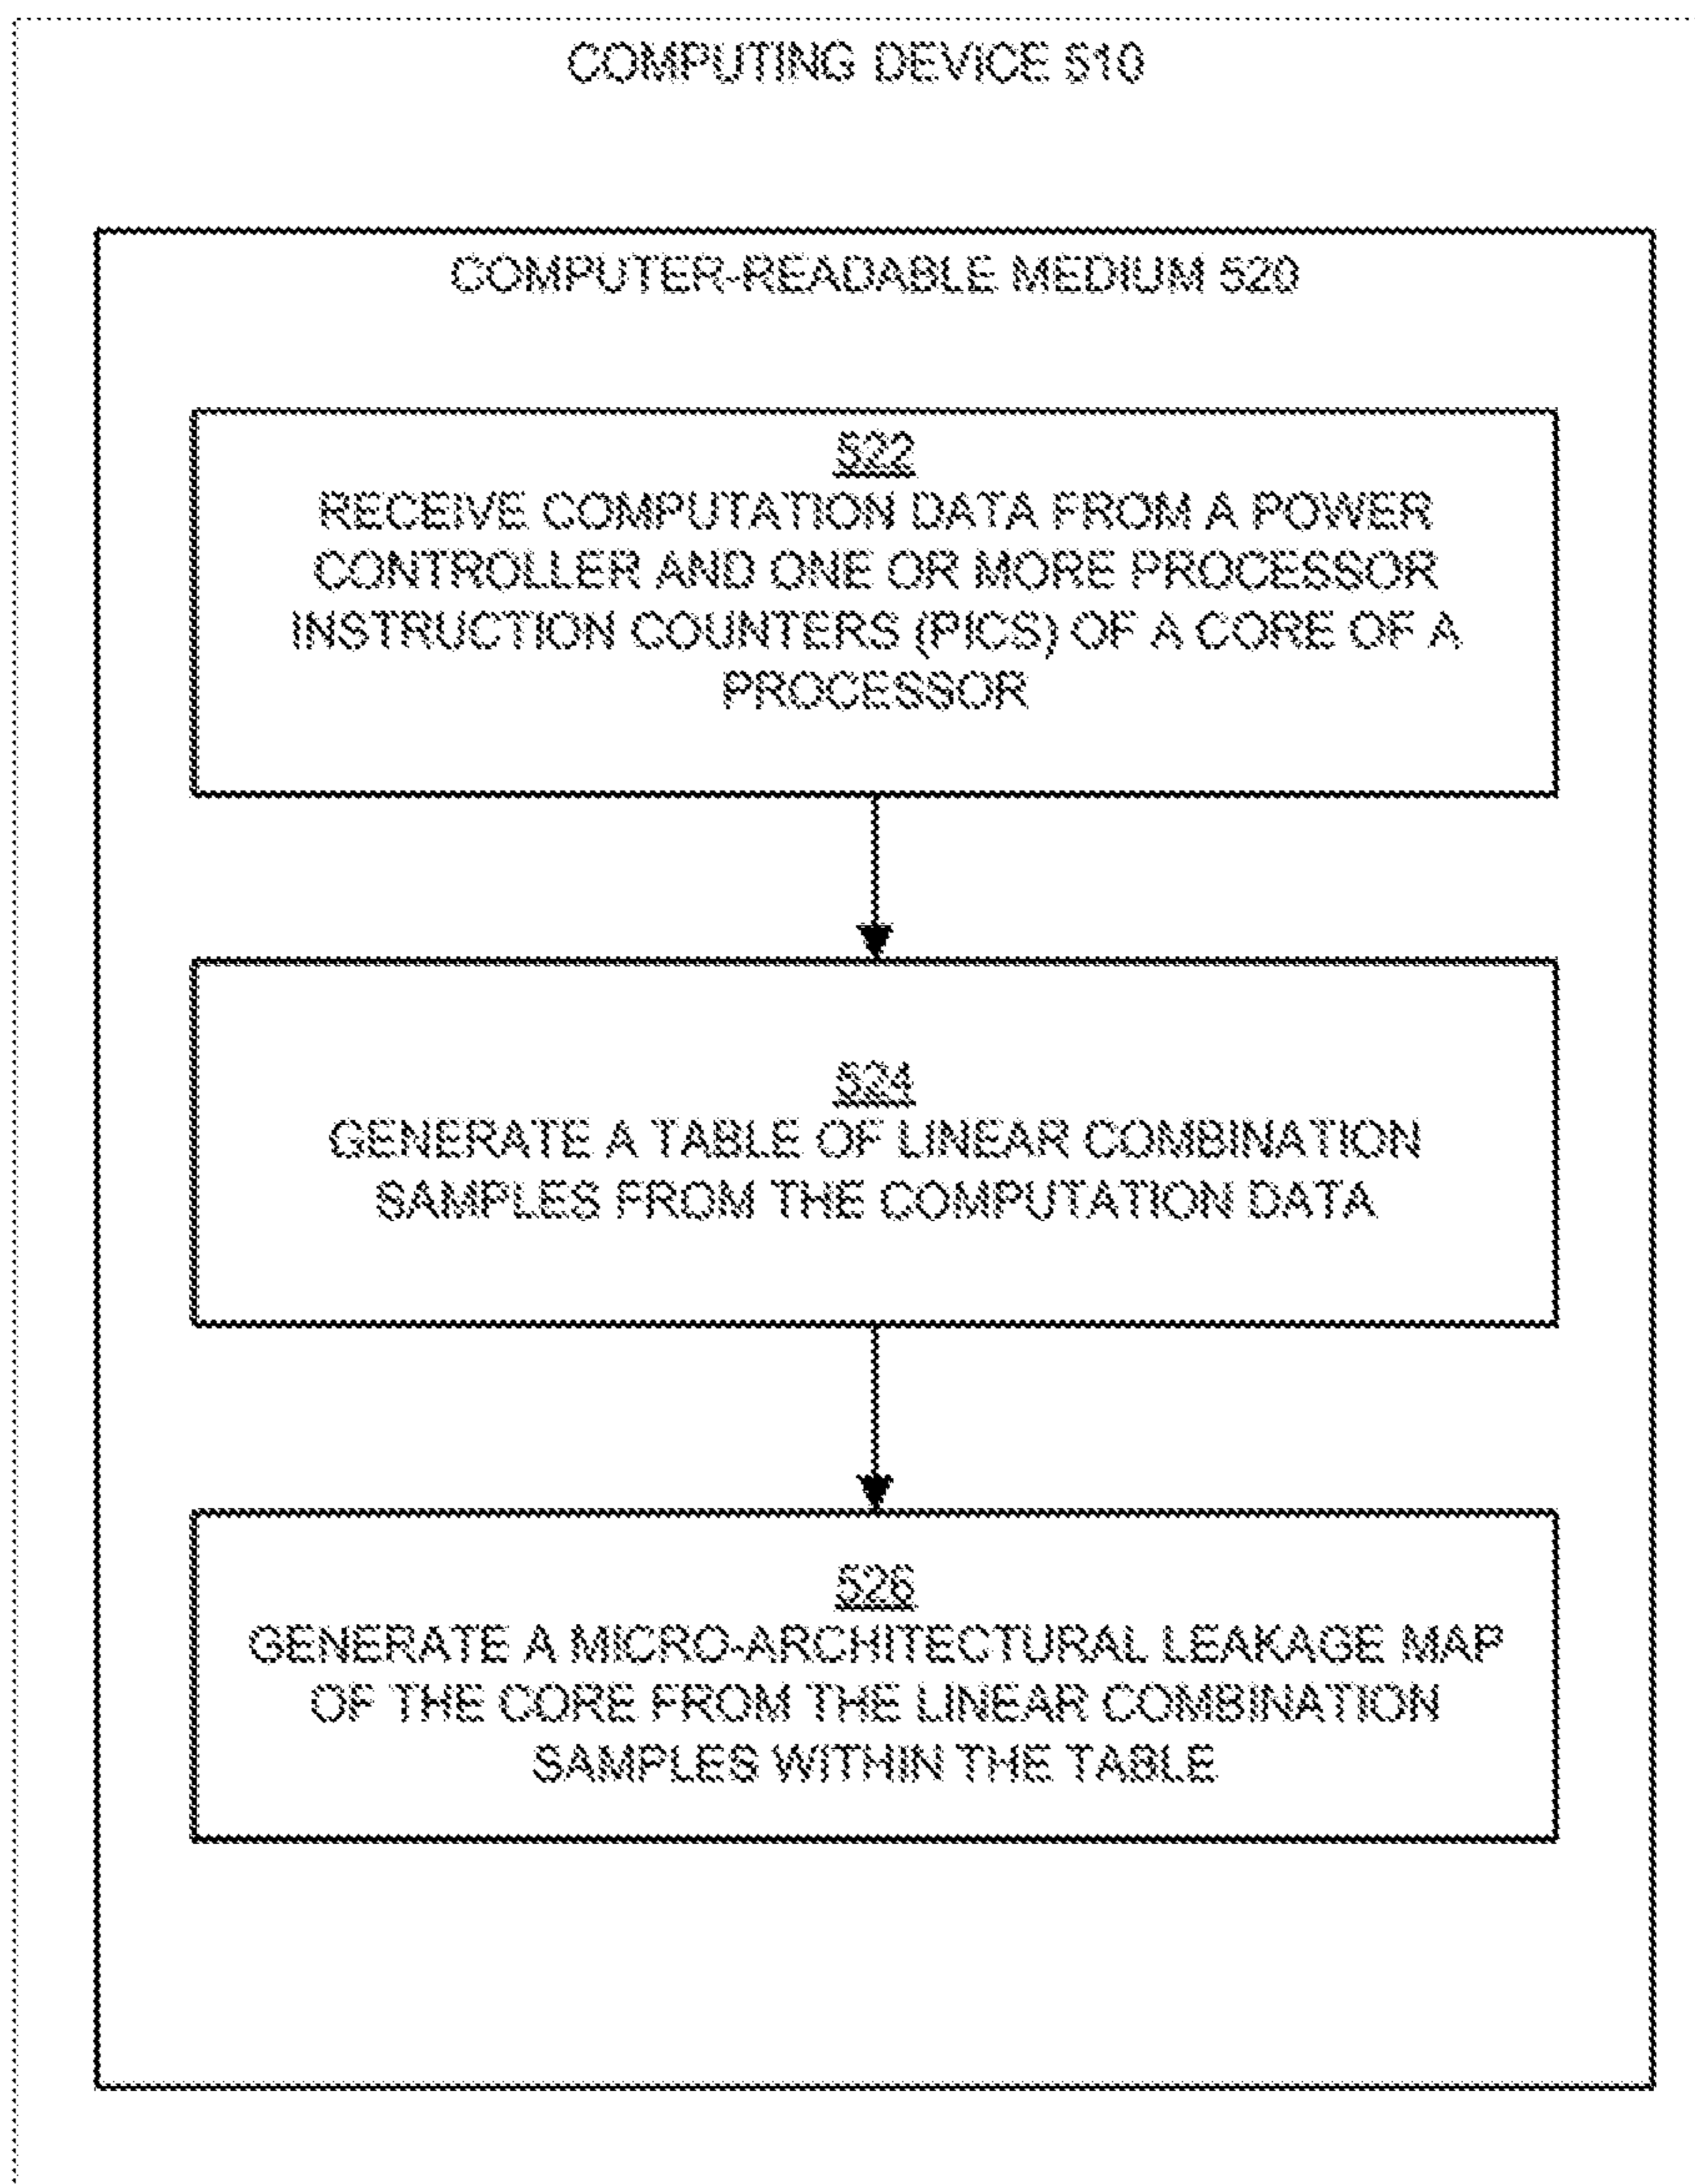 COMPUTING DEVICE 510
COMPUTER-READABLE MEDIUM 520
522
RECEIVE COMPUTATION DATA FROM A POWER
CONTROLLER AND ONE OR MORE PROCESSOR
INSTRUCTION COUNTERS (PICS) OF A CORE OF A
PROCESSOR
524
GENERATE A TABLE OF LINEAR COMBINATION
SAMPLES FROM THE COMPUTATION DATA
526
GENERATE A MICRO-ARCHITECTURAL LEAKAGE MAP
OF THE CORE FROM THE LINEAR COMBINATION
SAMPLES WITHIN THE TABLE